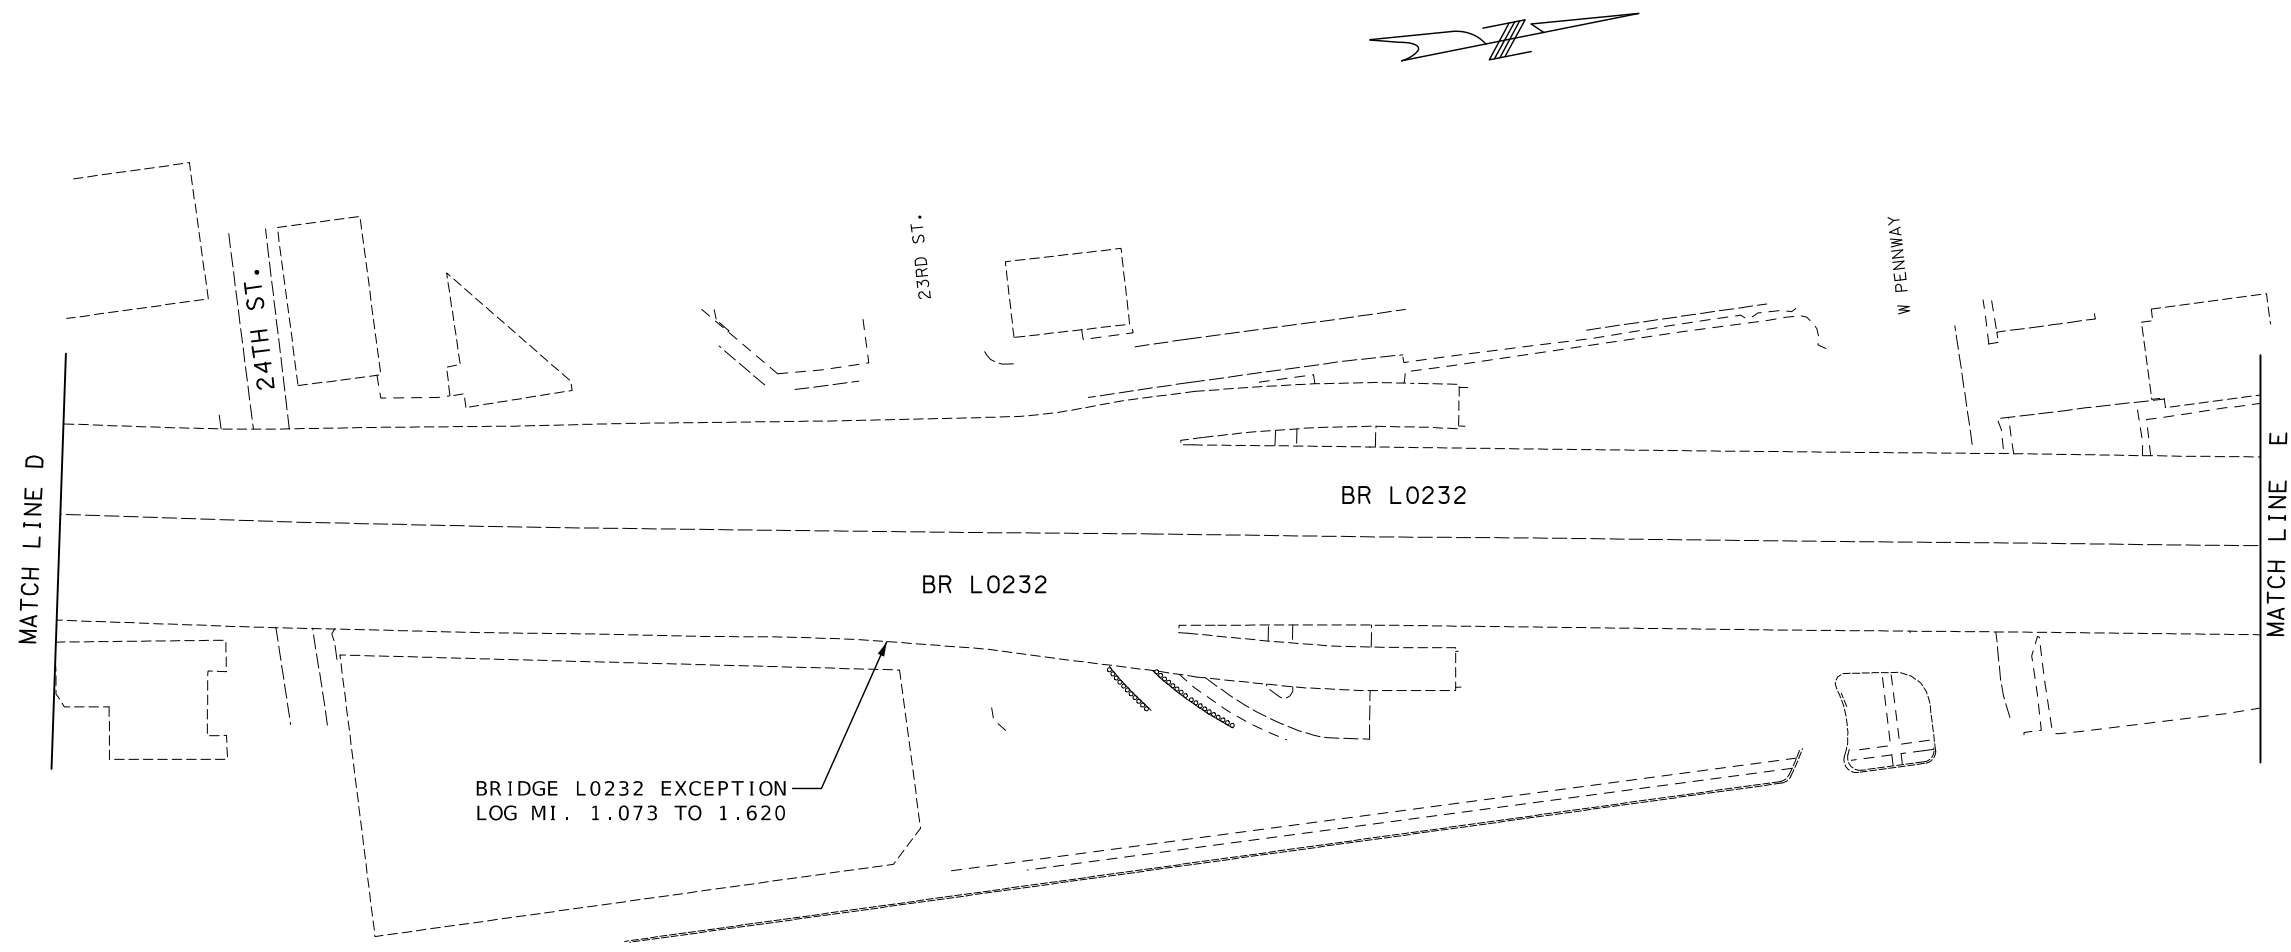 24TH ST.
23RD ST.
W PENNWAY
MATCH LINE D
BR L0232
MATCH LINE E
BR L0232
BRIDGE L0232 EXCEPTION
LOG MI. 1.073 TO 1.620